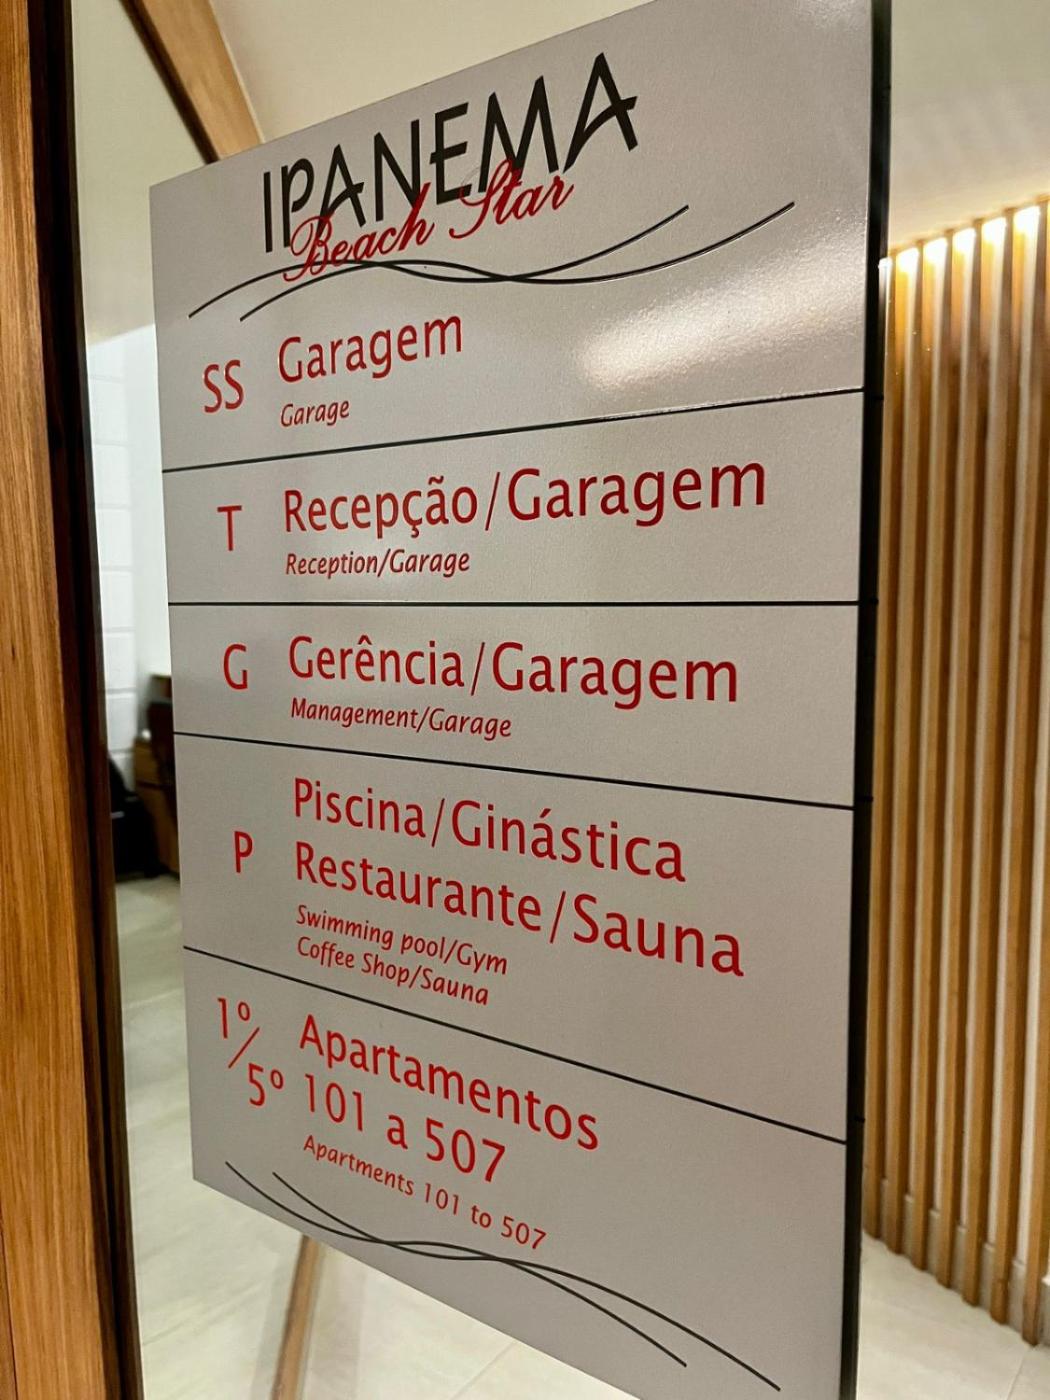 IPANEMA
Beach Star
SS Garagem
Garage
T Recepção/Garagem
Reception/Garage
G Gerência/Garagem
Management/Garage
Piscina/Ginástica
P Restaurante/Sauna
Swimming pool/Gym
Coffee Shop/Sauna
1º/5º Apartamentos
101 a 507
Apartments 101 to 507